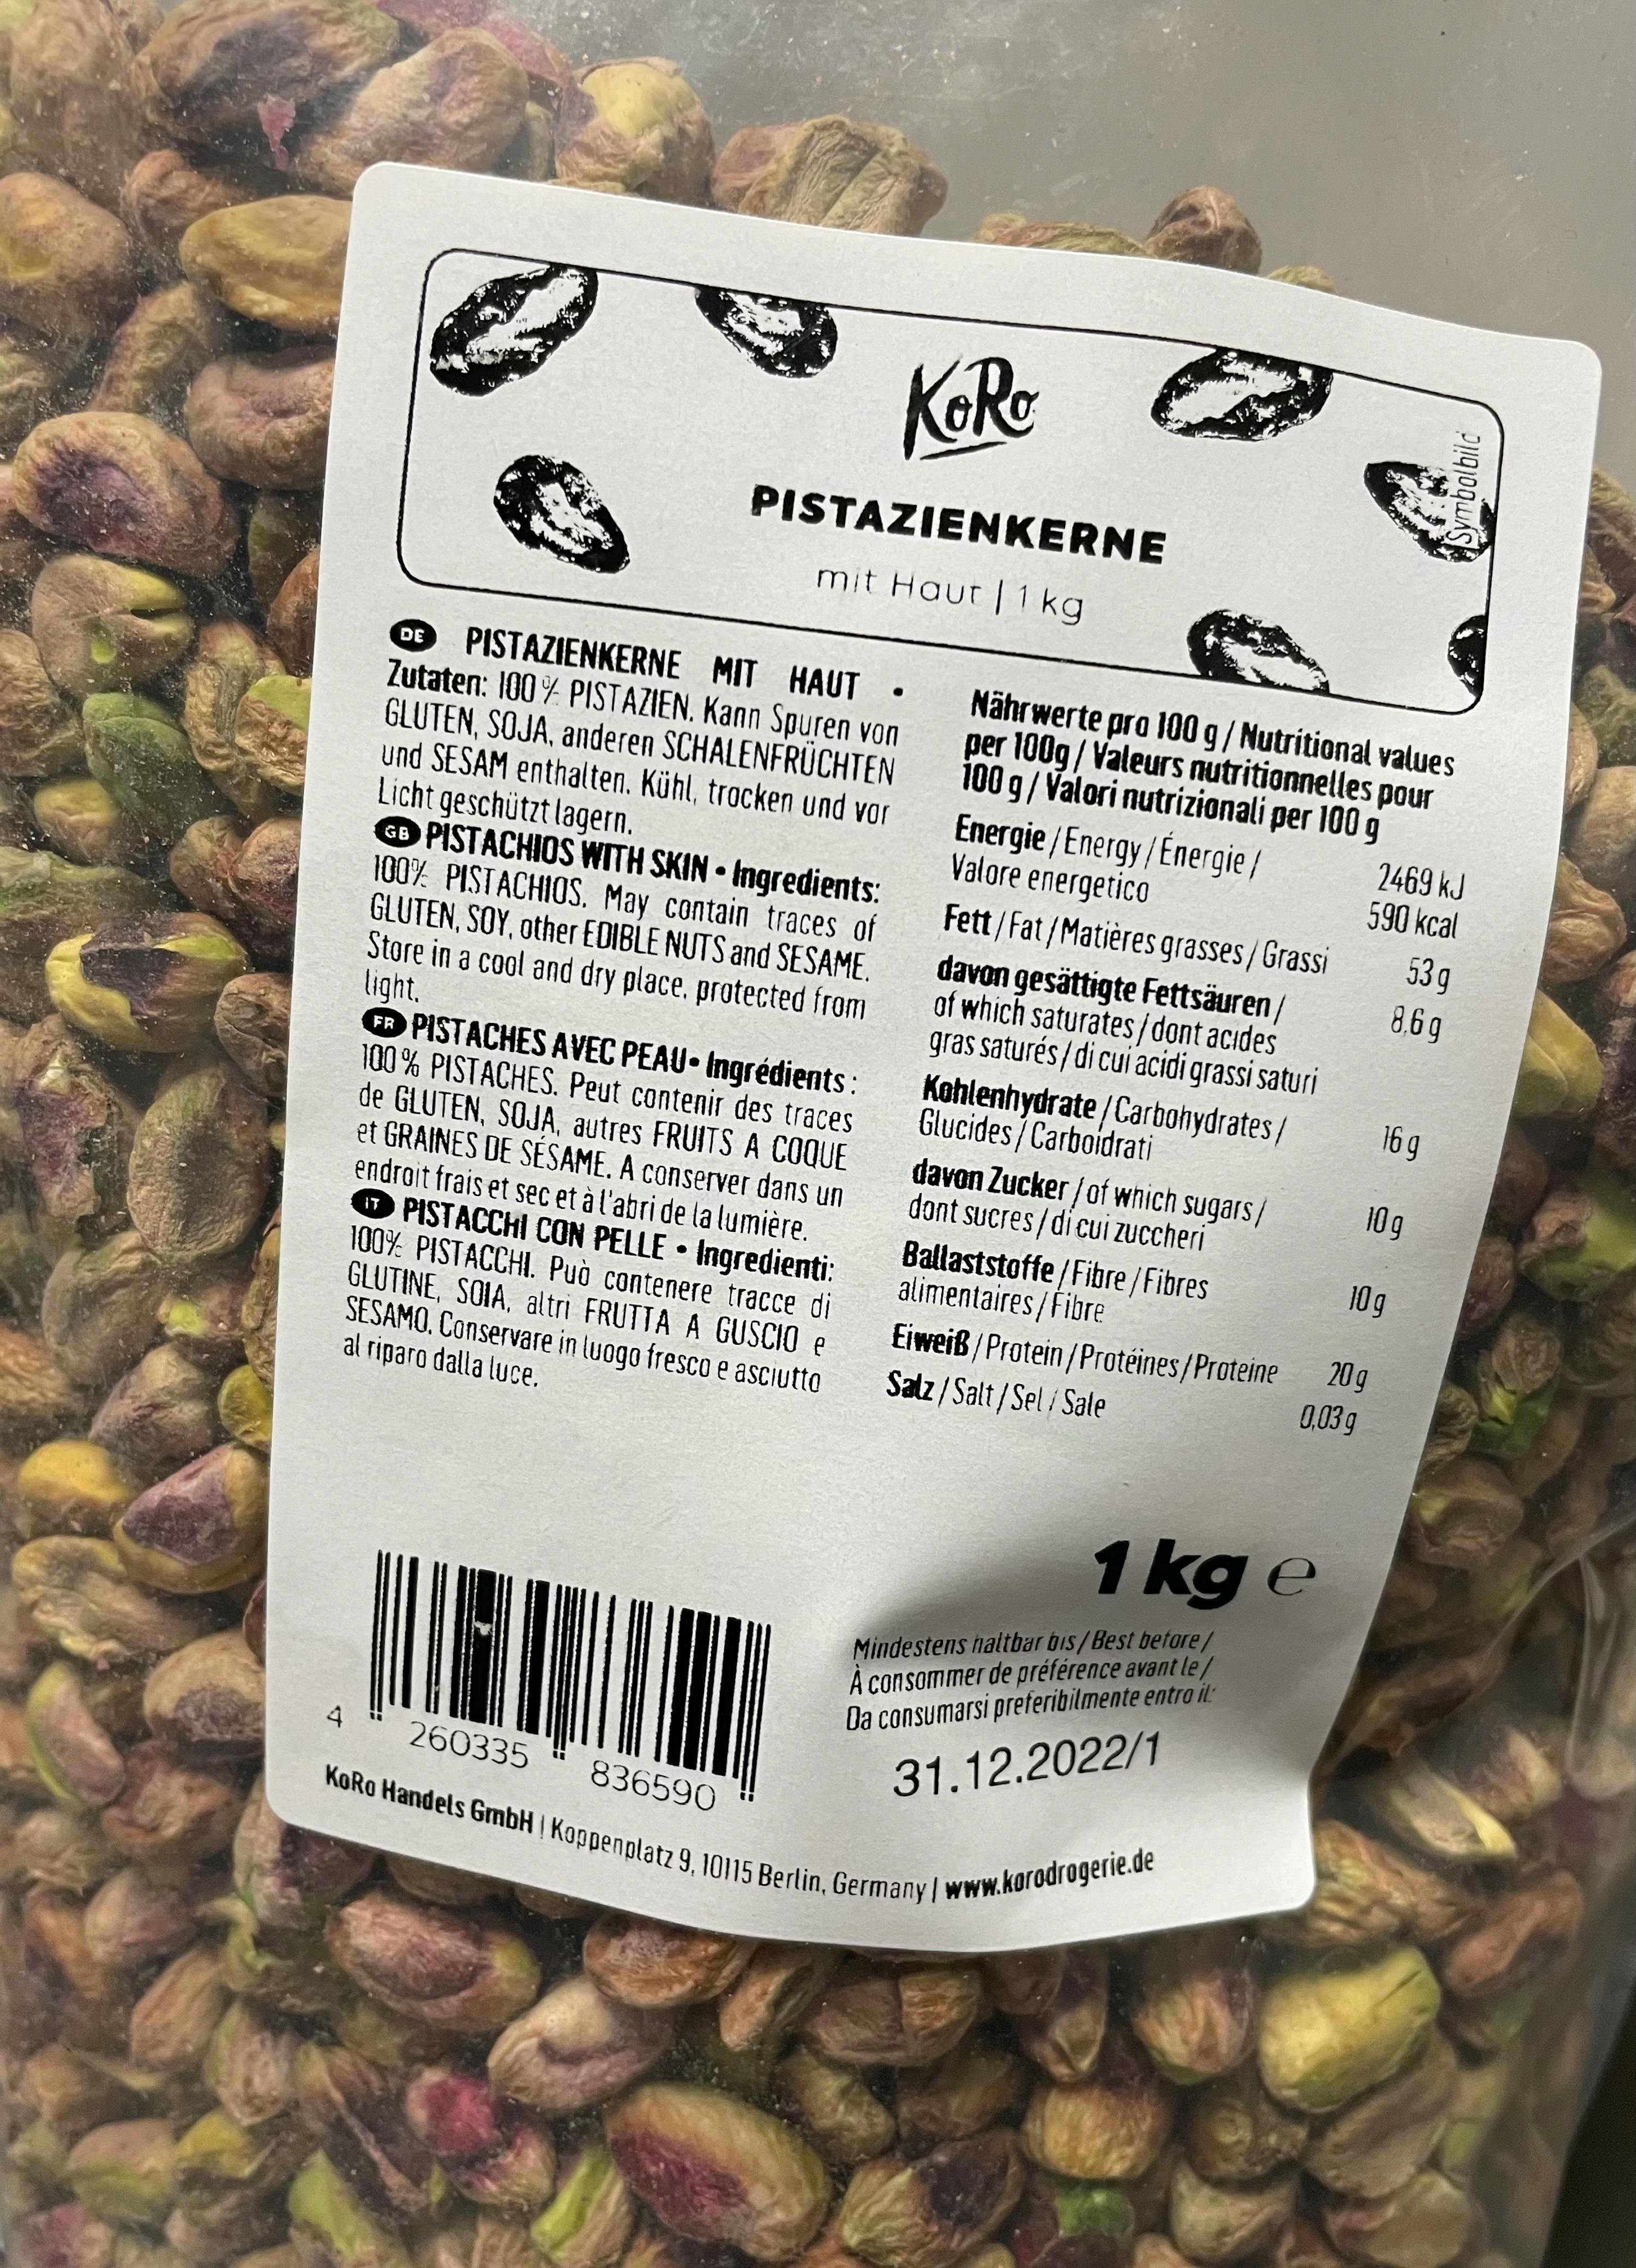 KoRo
PISTAZIENKERNE
mit Haut | 1 kg
Symbolbild
DE PISTAZIENKERNE MIT HAUT •
Zutaten: 100 % PISTAZIEN. Kann Spuren von
GLUTEN, SOJA, anderen SCHALENFRÜCHTEN
und SESAM enthalten. Kühl, trocken und vor
Licht geschützt lagern.
GB PISTACHIOS WITH SKIN • Ingredients:
100% PISTACHIOS. May contain traces of
GLUTEN, SOY, other EDIBLE NUTS and SESAME.
Store in a cool and dry place, protected from
light.
FR PISTACHES AVEC PEAU• Ingrédients :
100 % PISTACHES. Peut contenir des traces
de GLUTEN, SOJA, autres FRUITS A COQUE
et GRAINES DE SÉSAME. A conserver dans un
endroit frais et sec et à l'abri de la lumière.
IT PISTACCHI CON PELLE • Ingredienti:
100% PISTACCHI. Può contenere tracce di
GLUTINE, SOIA, altri FRUTTA A GUSCIO e
SESAMO. Conservare in luogo fresco e asciutto
al riparo dalla luce.
Nährwerte pro 100 g / Nutritional values
per 100g / Valeurs nutritionnelles pour
100 g / Valori nutrizionali per 100 g
Energie / Energy / Énergie / 2469 kJ
Valore energetico 590 kcal
Fett / Fat / Matières grasses / Grassi 53 g
davon gesättigte Fettsäuren / 8,6 g
of which saturates / dont acides
gras saturés / di cui acidi grassi saturi
Kohlenhydrate / Carbohydrates / 16 g
Glucides / Carboidrati
davon Zucker / of which sugars / 10 g
dont sucres / di cui zuccheri
Ballaststoffe / Fibre / Fibres 10 g
alimentaires / Fibre
Eiweiß / Protein / Protéines / Proteine 20 g
Salz / Salt / Sel / Sale 0,03 g
1 kg e
Mindestens haltbar bis / Best before /
À consommer de préférence avant le /
Da consumarsi preferibilmente entro il:
31.12.2022/1
4 260335 836590
KoRo Handels GmbH | Koppenplatz 9, 10115 Berlin, Germany | www.korodrogerie.de